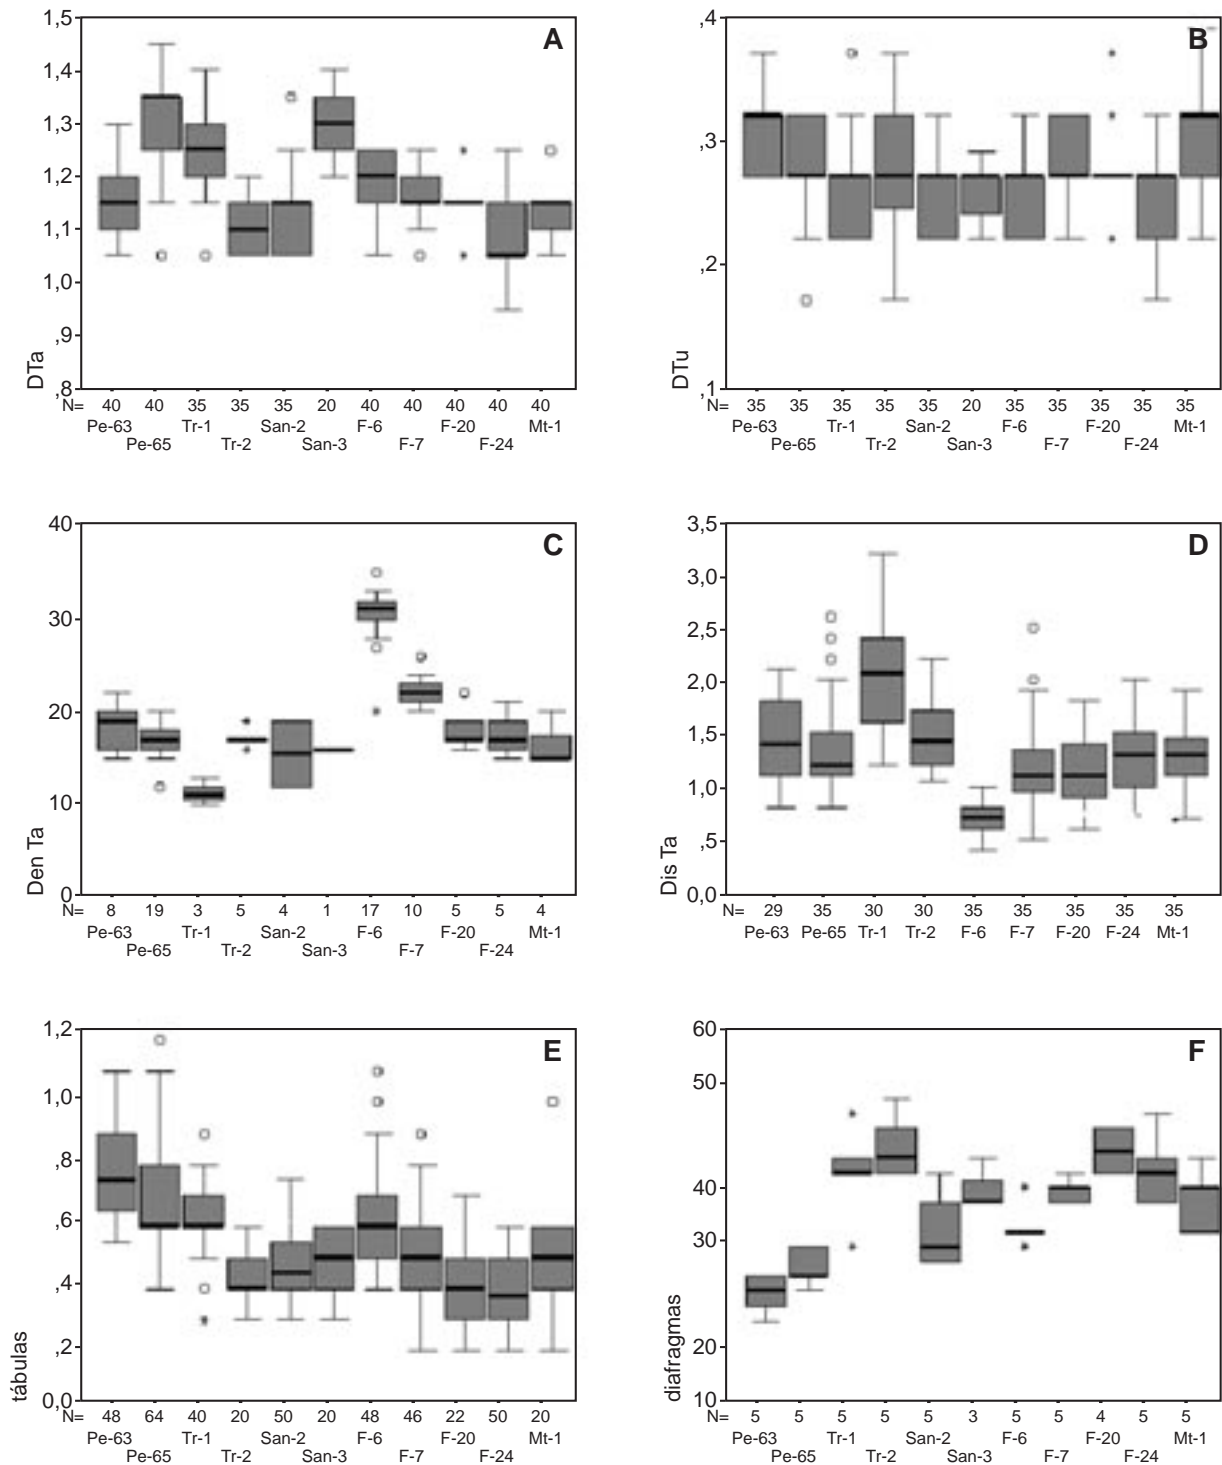 A
1,5
1,4
1,3
1,2
1,1
1,0
,9
,8
DTa
N= 40 40 35 35 35 20 40 40 40 40 40
Pe-63 Tr-1 San-2 F-6 F-20 Mt-1
Pe-65 Tr-2 San-3 F-7 F-24
B
,4
,3
,2
,1
DTu
N= 35 35 35 35 35 20 35 35 35 35 35
Pe-63 Tr-1 San-2 F-6 F-20 Mt-1
Pe-65 Tr-2 San-3 F-7 F-24
C
40
30
20
10
0
Den Ta
N= 8 19 3 5 4 1 17 10 5 5 4
Pe-63 Tr-1 San-2 F-6 F-20 Mt-1
Pe-65 Tr-2 San-3 F-7 F-24
D
3,5
3,0
2,5
2,0
1,5
1,0
,5
0,0
Dis Ta
N= 29 35 30 30 35 35 35 35 35
Pe-63 Pe-65 Tr-1 Tr-2 F-6 F-7 F-20 F-24 Mt-1
E
1,2
1,0
,8
,6
,4
,2
0,0
tábulas
N= 48 64 40 20 50 20 48 46 22 50 20
Pe-63 Tr-1 San-2 F-6 F-20 Mt-1
Pe-65 Tr-2 San-3 F-7 F-24
F
60
50
40
30
20
10
diafragmas
N= 5 5 5 5 5 3 5 5 4 5 5
Pe-63 Tr-1 San-2 F-6 F-20 Mt-1
Pe-65 Tr-2 San-3 F-7 F-24